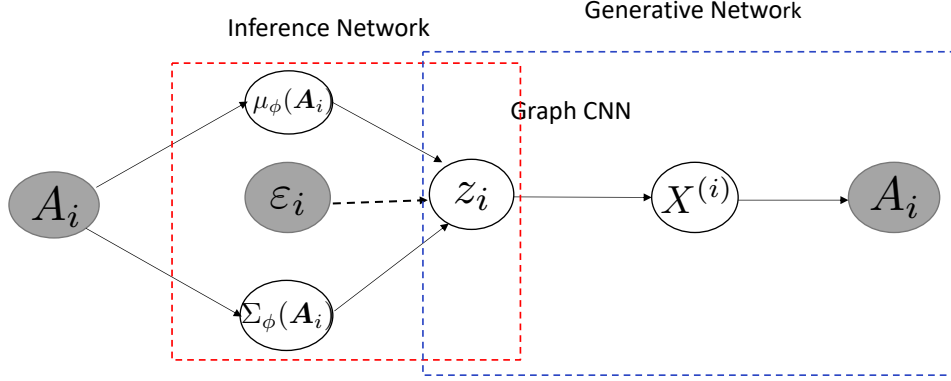 Generative Network
Inference Network
μ_φ(A_i)
Graph CNN
A_i
ε_i
z_i
X^{(i)}
A_i
Σ_φ(A_i)